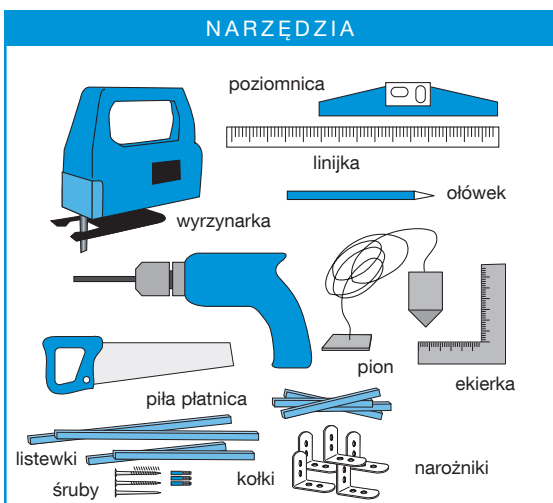 NARZĘDZIA
poziomnica
linijka
ołówek
wyrzynarka
pion
ekierka
piła płatnica
listewki
kołki
narożniki
śruby